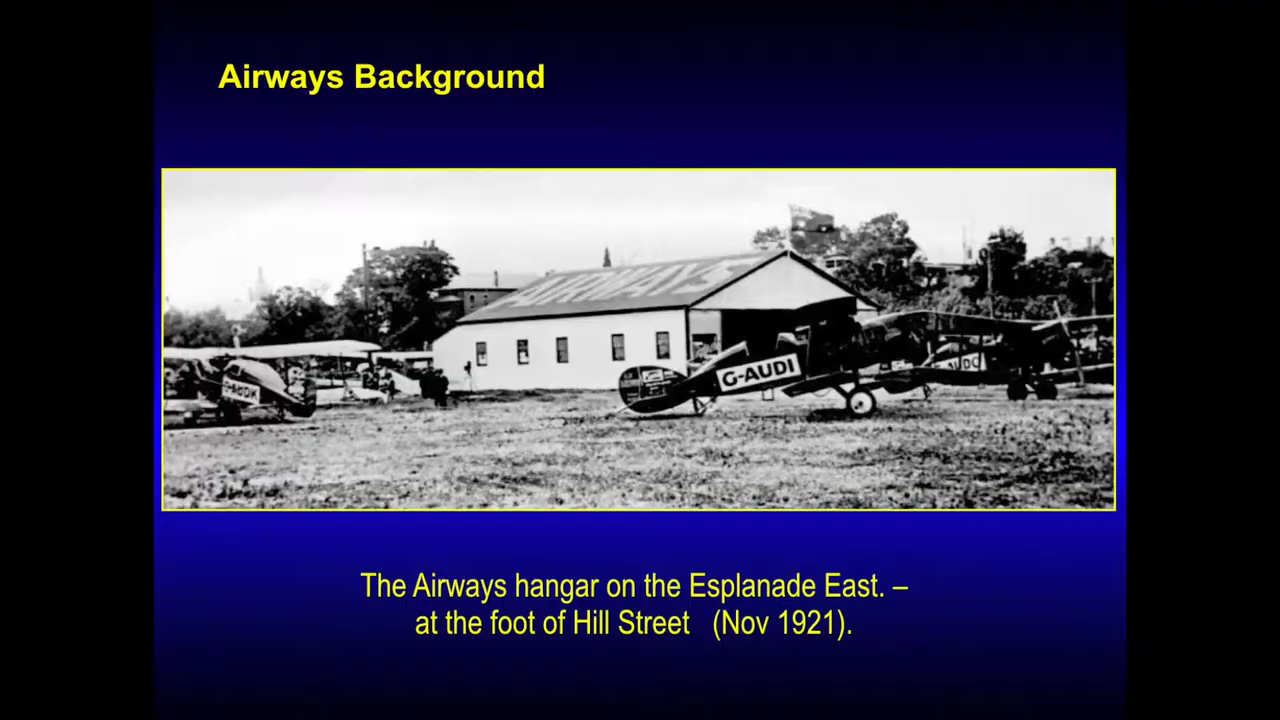 Airways Background
AIRWAYS
G-AUDI
The Airways hangar on the Esplanade East. –
at the foot of Hill Street (Nov 1921).